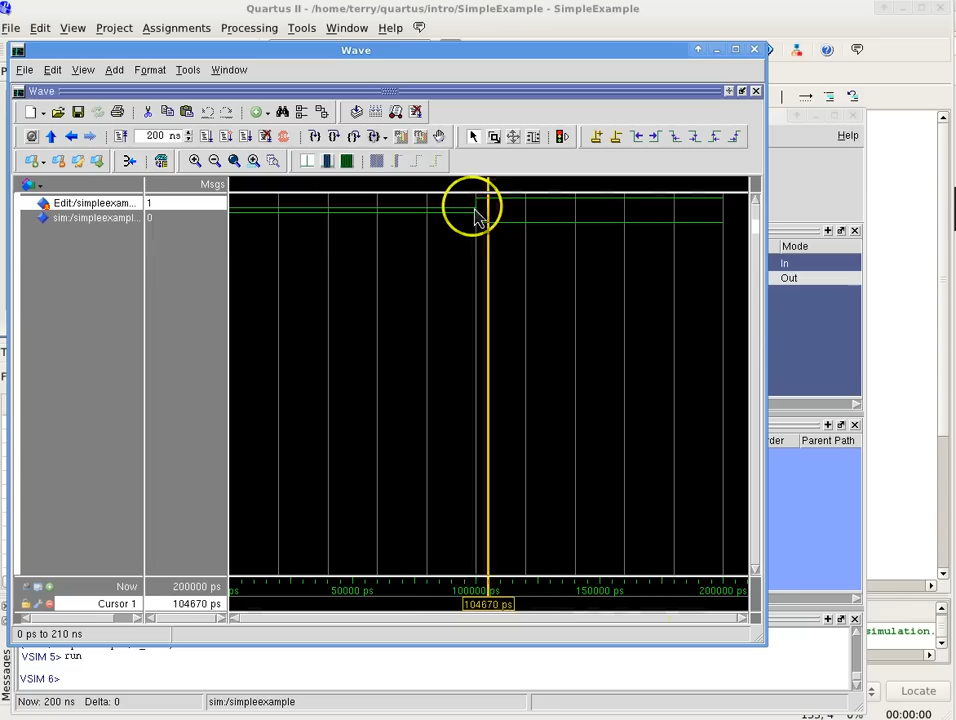 Quartus II - /home/terry/quartus/intro/SimpleExample - SimpleExample
File Edit View Project Assignments Processing Tools Window Help
Wave
File Edit View Add Format Tools Window
Wave
200 ns
Help
Msgs
Edit:/simpleexam... 1
sim:/simpleexampl... 0
Mode
In
Out
Parent Path
Now 200000 ps
ps 50000 ps 100000 ps 150000 ps 200000 ps
Cursor 1 104670 ps 104670 ps
0 ps to 210 ns
simulation.
VSIM 5> run
VSIM 6>
Messages
Locate
Now: 200 ns Delta: 0 sim:/simpleexample
0% 00:00:00